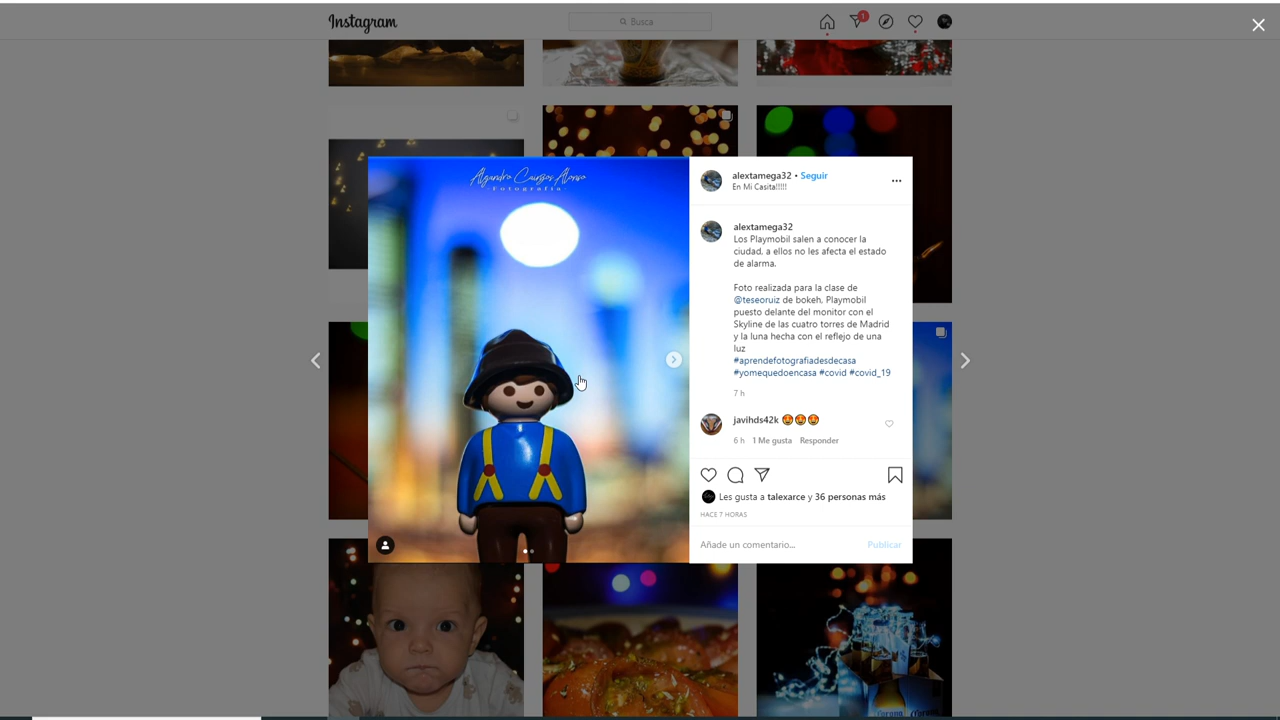 Instagram
Busca
1
Fotografía
alextamega32 • Seguir
En Mi Casita!!!!!
alextamega32
Los Playmobil salen a conocer la
ciudad, a ellos no les afecta el estado
de alarma.
Foto realizada para la clase de
@teseoruiz de bokeh, Playmobil
puesto delante del monitor con el
Skyline de las cuatro torres de Madrid
y la luna hecha con el reflejo de una
luz
#aprendefotografiadesdecasa
#yomequedoencasa #covid #covid_19
7 h
javihds42k 🤩🤩🤩
6 h 1 Me gusta Responder
Les gusta a talexarce y 36 personas más
HACE 7 HORAS
Añade un comentario... Publicar